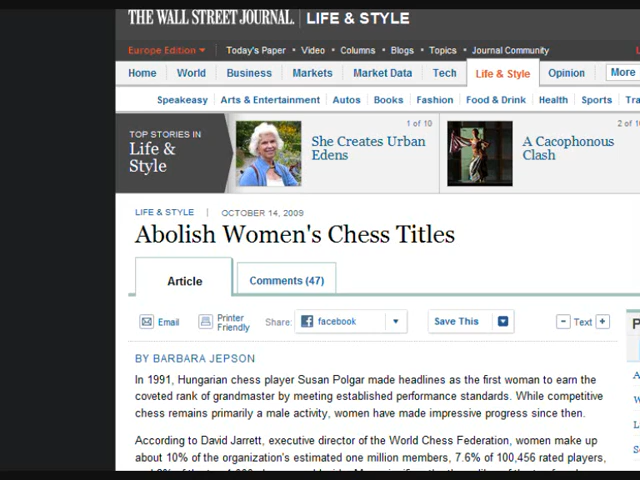 THE WALL STREET JOURNAL. | LIFE & STYLE
Europe Edition Today's Paper • Video • Columns • Blogs • Topics • Journal Community
Home World Business Markets Market Data Tech Life & Style Opinion More
Speakeasy Arts & Entertainment Autos Books Fashion Food & Drink Health Sports
TOP STORIES IN
Life &
Style
1 of 10
She Creates Urban
Edens
2 of
A Cacophonous
Clash
LIFE & STYLE | OCTOBER 14, 2009
Abolish Women's Chess Titles
Article Comments (47)
Email Printer
Friendly
Share: facebook Save This – Text +
BY BARBARA JEPSON
In 1991, Hungarian chess player Susan Polgar made headlines as the first woman to earn the
coveted rank of grandmaster by meeting established performance standards. While competitive
chess remains primarily a male activity, women have made impressive progress since then.
According to David Jarrett, executive director of the World Chess Federation, women make up
about 10% of the organization's estimated one million members, 7.6% of 100,456 rated players,